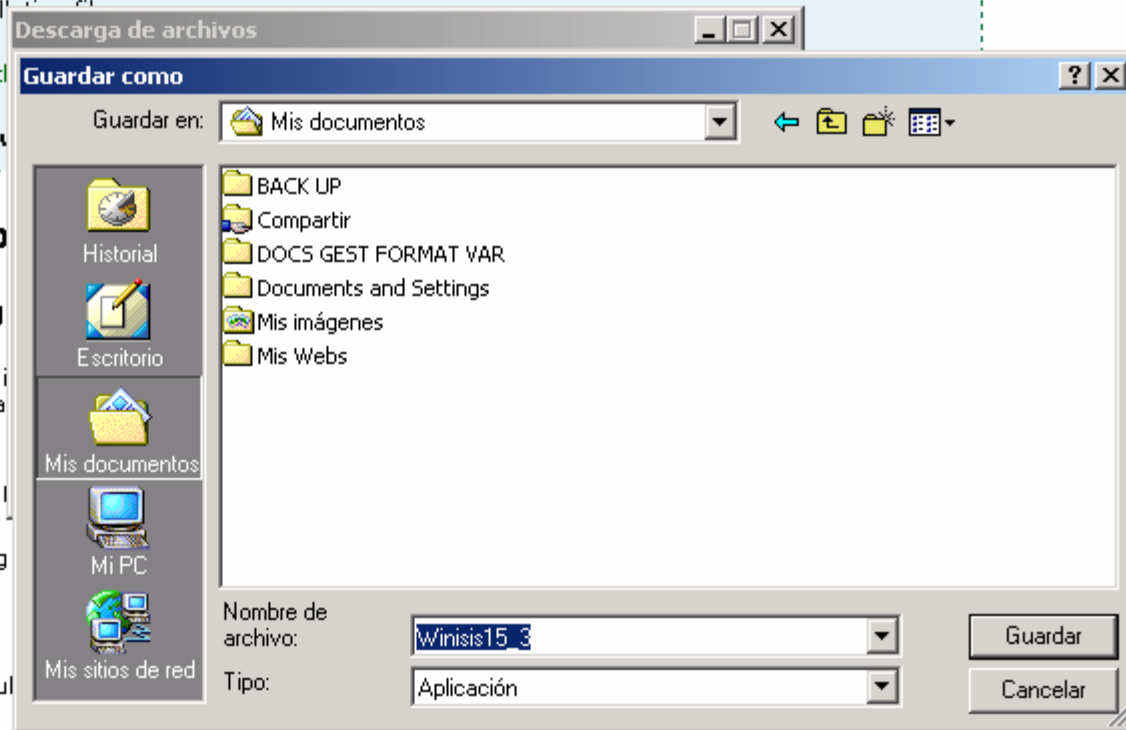 Descarga de archivos
Guardar como
Guardar en:
Mis documentos
Historial
Escritorio
Mis documentos
Mi PC
Mis sitios de red
BACK UP
Compartir
DOCS GEST FORMAT VAR
Documents and Settings
Mis imágenes
Mis Webs
Nombre de
archivo:
Winisis15_3
Guardar
Tipo:
Aplicación
Cancelar